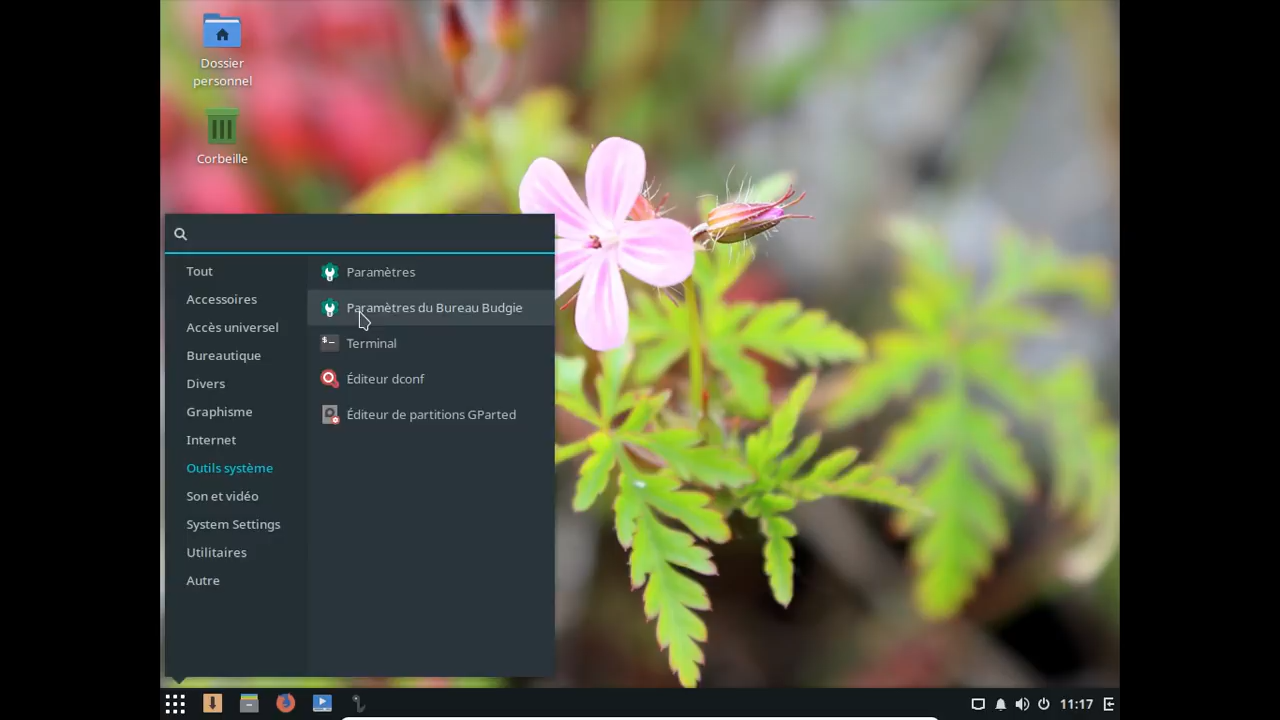 Dossier
personnel
Corbeille
Tout
Accessoires
Accès universel
Bureautique
Divers
Graphisme
Internet
Outils système
Son et vidéo
System Settings
Utilitaires
Autre
Paramètres
Paramètres du Bureau Budgie
Terminal
Éditeur dconf
Éditeur de partitions GParted
11:17